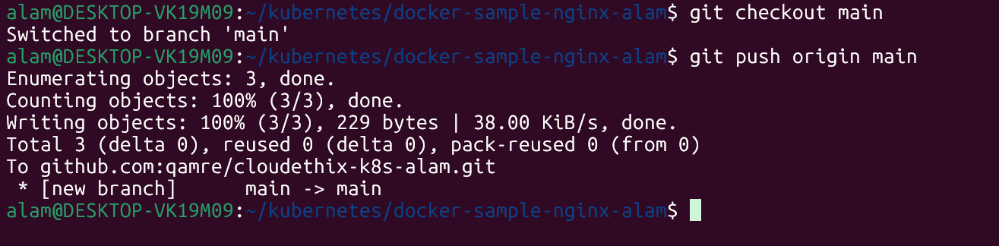 alam@DESKTOP-VK19M09:~/kubernetes/docker-sample-nginx-alam$ git checkout main
Switched to branch 'main'
alam@DESKTOP-VK19M09:~/kubernetes/docker-sample-nginx-alam$ git push origin main
Enumerating objects: 3, done.
Counting objects: 100% (3/3), done.
Writing objects: 100% (3/3), 229 bytes | 38.00 KiB/s, done.
Total 3 (delta 0), reused 0 (delta 0), pack-reused 0 (from 0)
To github.com:qamre/cloudethix-k8s-alam.git
 * [new branch]      main -> main
alam@DESKTOP-VK19M09:~/kubernetes/docker-sample-nginx-alam$